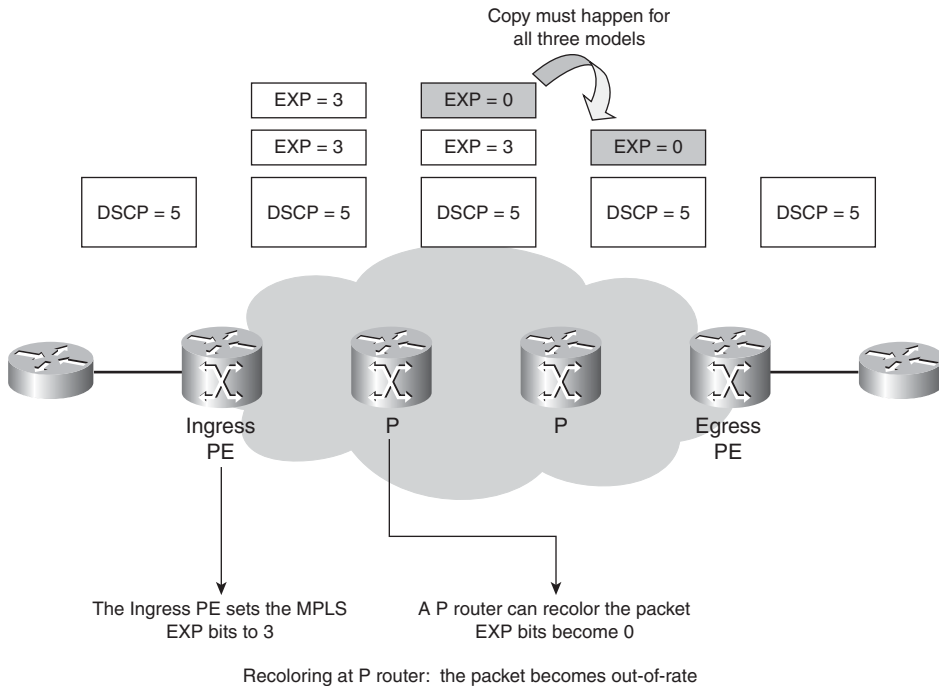 Copy must happen for
all three models
EXP = 3
EXP = 0
EXP = 3
EXP = 3
EXP = 0
DSCP = 5
DSCP = 5
DSCP = 5
DSCP = 5
DSCP = 5
Ingress
PE
P
P
Egress
PE
The Ingress PE sets the MPLS
EXP bits to 3
A P router can recolor the packet
EXP bits become 0
Recoloring at P router:  the packet becomes out-of-rate